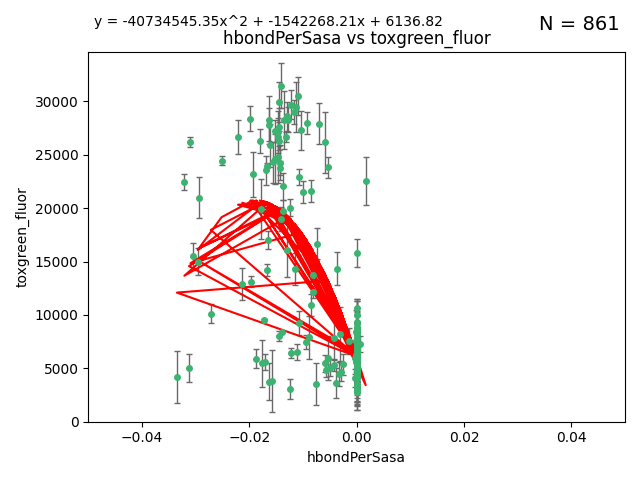 y = -40734545.35x^2 + -1542268.21x + 6136.82
N = 861
hbondPerSasa vs toxgreen_fluor
toxgreen_fluor
30000
25000
20000
15000
10000
5000
0
−0.04
−0.02
0.00
0.02
0.04
hbondPerSasa